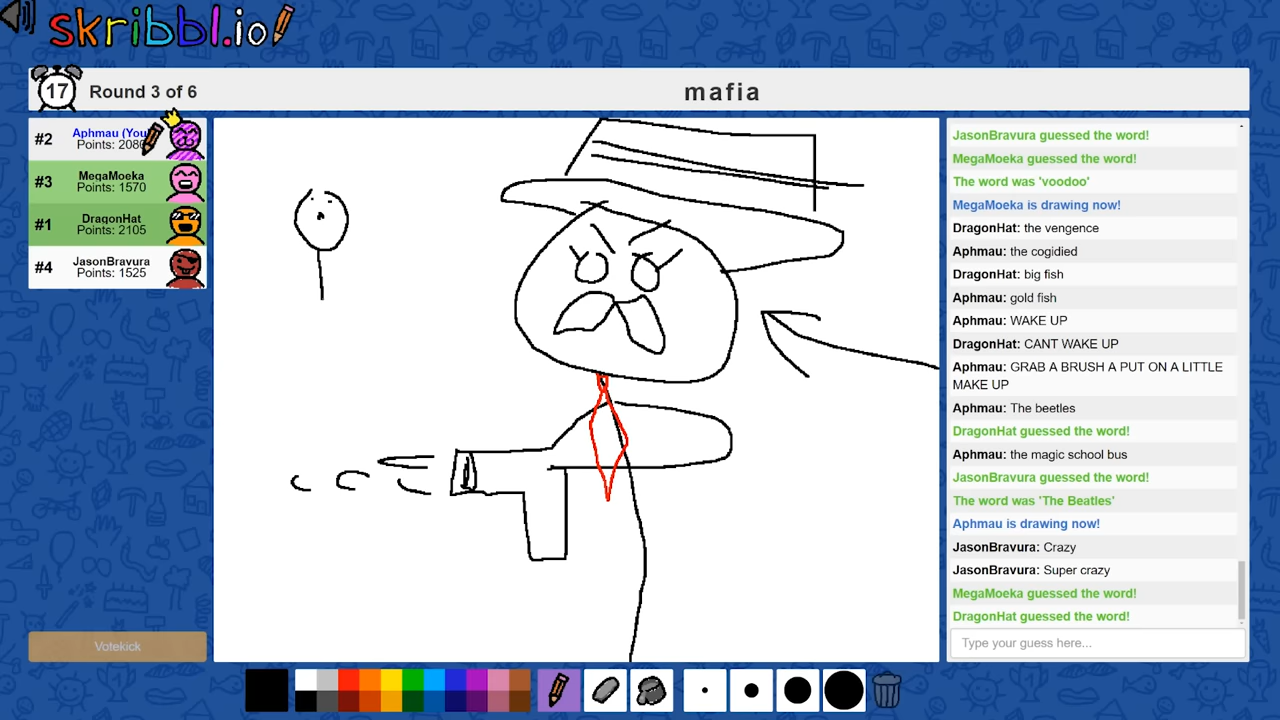 skribbl.io
17
Round 3 of 6
mafia
#2
Aphmau (You
Points: 2080
#3
MegaMoeka
Points: 1570
#1
DragonHat
Points: 2105
#4
JasonBravura
Points: 1525
Votekick
JasonBravura guessed the word!
MegaMoeka guessed the word!
The word was 'voodoo'
MegaMoeka is drawing now!
DragonHat: the vengence
Aphmau: the cogidied
DragonHat: big fish
Aphmau: gold fish
Aphmau: WAKE UP
DragonHat: CANT WAKE UP
Aphmau: GRAB A BRUSH A PUT ON A LITTLE
MAKE UP
Aphmau: The beetles
DragonHat guessed the word!
Aphmau: the magic school bus
JasonBravura guessed the word!
The word was 'The Beatles'
Aphmau is drawing now!
JasonBravura: Crazy
JasonBravura: Super crazy
MegaMoeka guessed the word!
DragonHat guessed the word!
Type your guess here...